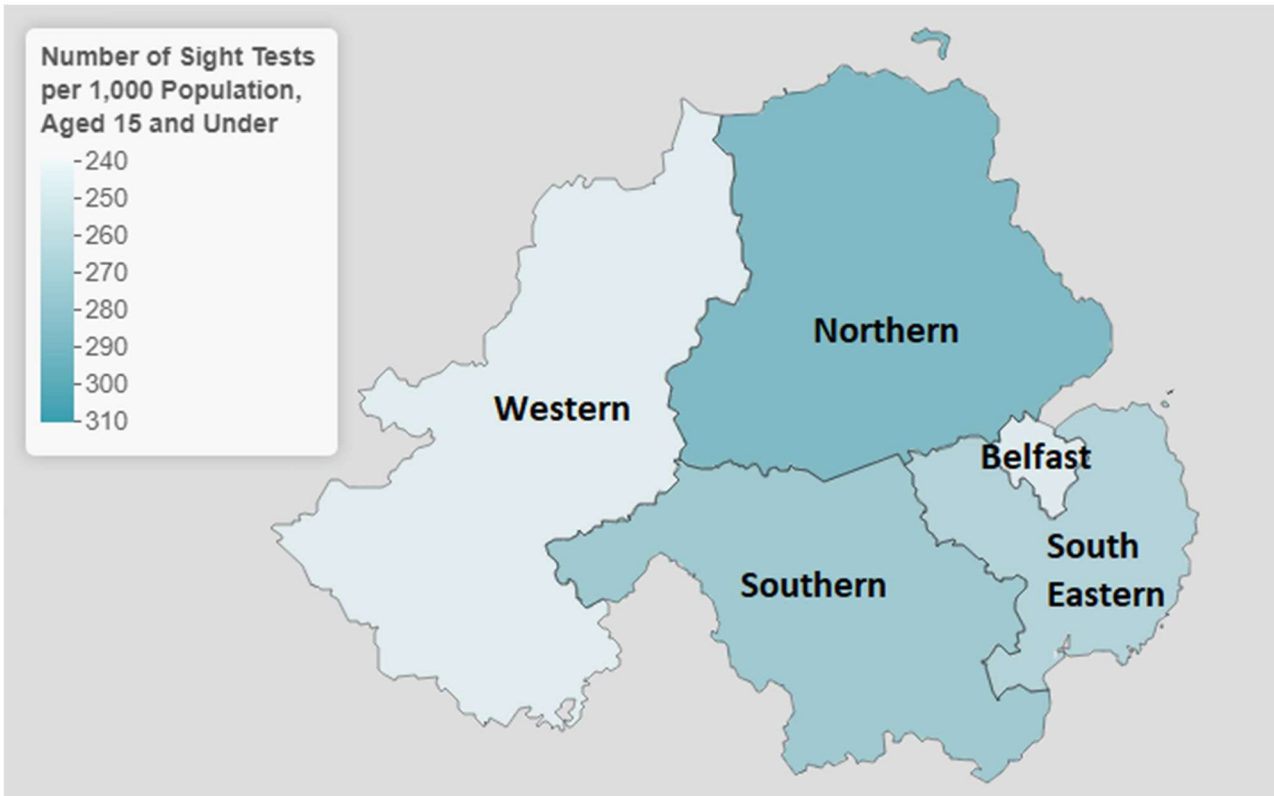 Number of Sight Tests
per 1,000 Population,
Aged 15 and Under
240
250
260
270
280
290
300
310
Northern
Western
Belfast
South
Eastern
Southern